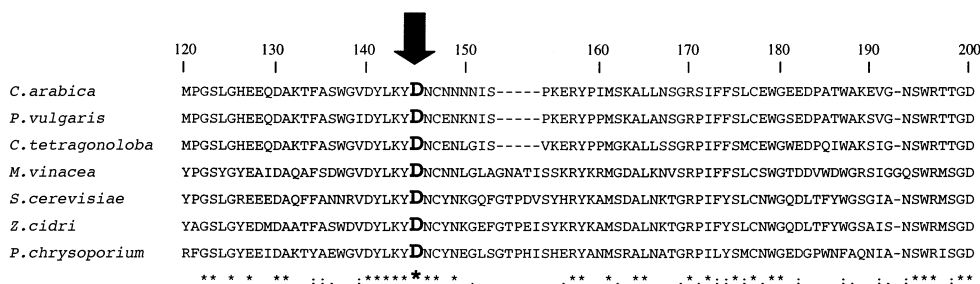 120 130 140 150 160 170 180 190 200
C.arabica MPGSLGHEEQDAKTFASWGVDYLKYDNCNNNNIS-----PKERYPIMSKALLNSGRSIFFSLCEWGEEDPATWAKEVG-NSWRTTGD
P.vulgaris MPGSLGHEEQDAKTFASWGIDYLKYDNCENKNIS-----PKERYPPMSKALANSGRPIFFSLCEWGSEDPATWAKSVG-NSWRTTGD
C.tetragonoloba MPGSLGHEEQDAKTFASWGVDYLKYDNCENLGIS-----VKERYPPMGKALLSSGRPIFFSMCEWGWEDPQIWAKSIG-NSWRTTGD
M.vinacea YPGSYGYEAIDAQAFSDWGVDYLKYDNCNNLGLAGNATISSKRYKRMGDALKNVSRPIFFSLCSWGTDDVWDWGRSIGGQSWRMSGD
S.cerevisiae YPGSLGREEEDAQFFANNRVDYLKYDNCYNKGQFGTPDVSYHRYKAMSDALNKTGRPIFYSLCNWGQDLTFYWGSGIA-NSWRMSGD
Z.cidri YAGSLGYEDMDAATFSDWGVDYLKYDNCYNKGEFGTPEISYKRYKAMSDALNKTGRPIFYSLCNWGQDLTFYWGSAIS-NSWRMSGD
P.chrysoporium RFGSLGYEEIDAKTYAEWGVDYLKYDNCYNEGLSGTPHISHERYANMSRALNATGRPILYSMCNWGEDGPWNFAQNIA-NSWRISGD